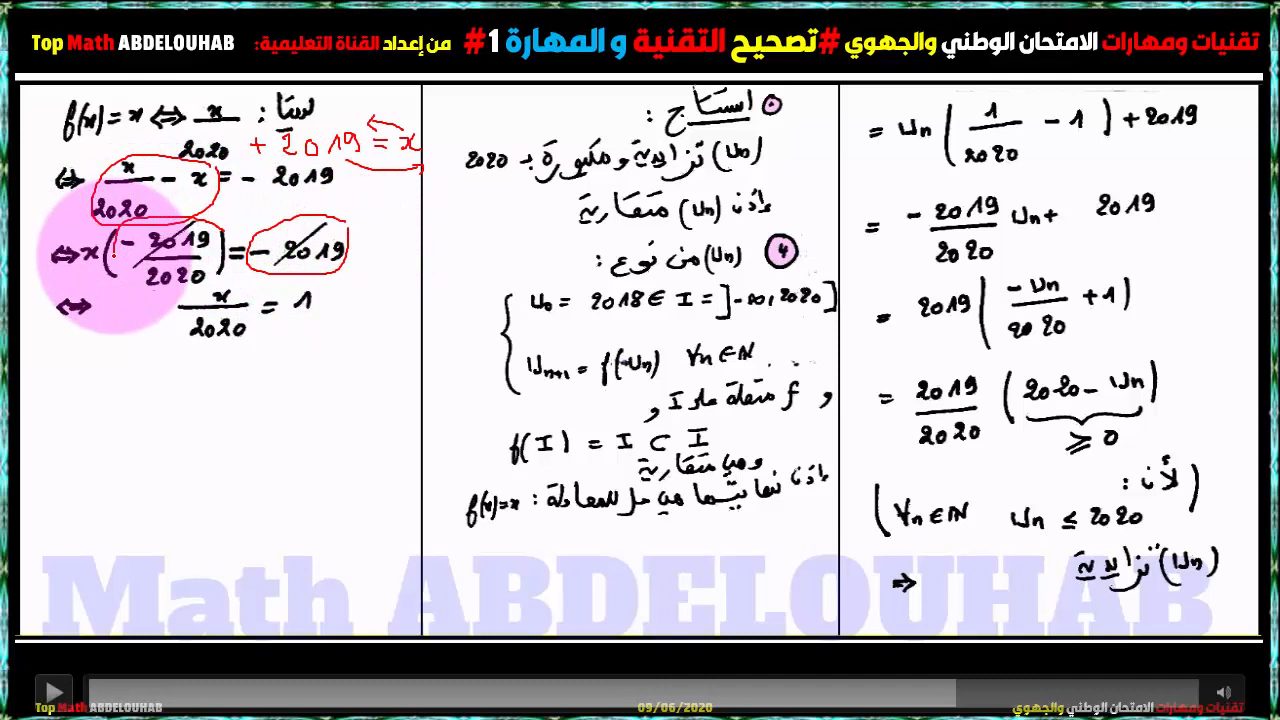 تقنيات ومهارات الامتحان الوطني والجهوي #تصحيح التقنية و المهارة 1# من إعداد القناة التعليمية: Top Math ABDELOUHAB
= Un ( 1/2020 - 1 ) + 2019
= - 2019/2020 Un + 2019
= 2019 ( -Un/2020 + 1 )
= 2019/2020 ( 2020 - Un )
≥ 0
( لأن :
∀n∈N Un ≤ 2020 )
⇒ (Un) تزايدية
• استنتاج :
(Un) تزايدية ومكبورة بـ 2020
إذن (Un) متقاربة
4 (Un) من نوع :
U0 = 2018 ∈ I = ]-∞, 2020]
Un+1 = f(Un) ∀n∈N
و f متصلة على I و
f(I) = I ⊂ I
وهي متقاربة
إذن نهايتها هي حل للمعادلة : f(x)=x
لدينا : f(x) = x ⇔ x/2020 + 2019 = x
⇔ x/2020 - x = - 2019
⇔ x ( -2019/2020 ) = - 2019
⇔ x/2020 = 1
Math ABDELOUHAB
Top Math ABDELOUHAB 09/06/2020 تقنيات ومهارات الامتحان الوطني والجهوي